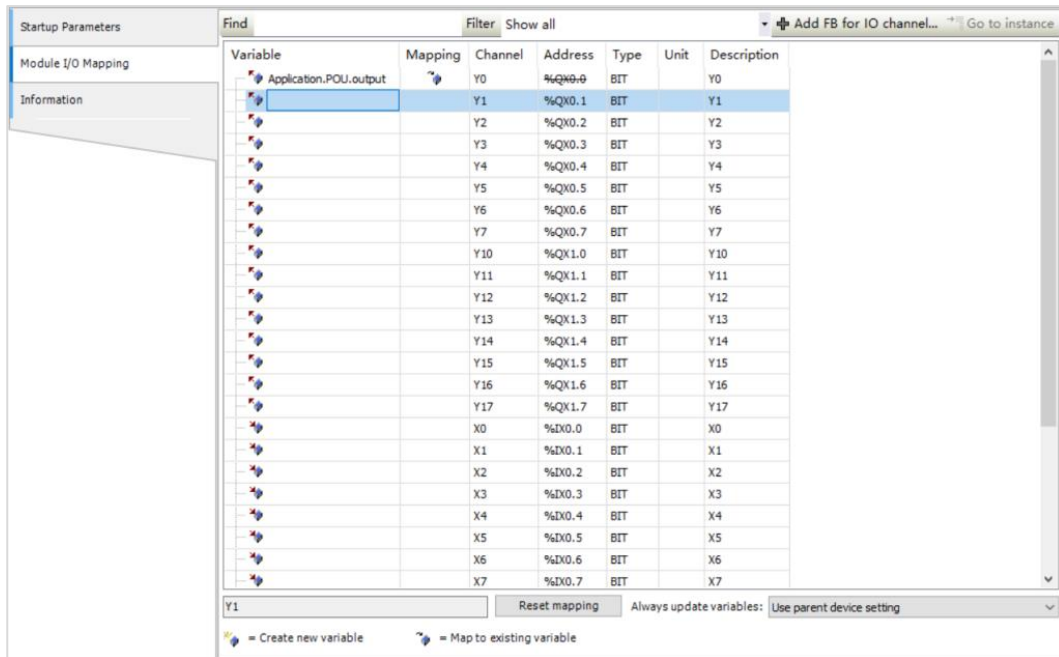 Startup Parameters
Module I/O Mapping
Information
Find Filter Show all Add FB for IO channel... Go to instance
Variable Mapping Channel Address Type Unit Description
Application.POU.output Y0 %QX0.0 BIT Y0
Y1 %QX0.1 BIT Y1
Y2 %QX0.2 BIT Y2
Y3 %QX0.3 BIT Y3
Y4 %QX0.4 BIT Y4
Y5 %QX0.5 BIT Y5
Y6 %QX0.6 BIT Y6
Y7 %QX0.7 BIT Y7
Y10 %QX1.0 BIT Y10
Y11 %QX1.1 BIT Y11
Y12 %QX1.2 BIT Y12
Y13 %QX1.3 BIT Y13
Y14 %QX1.4 BIT Y14
Y15 %QX1.5 BIT Y15
Y16 %QX1.6 BIT Y16
Y17 %QX1.7 BIT Y17
X0 %IX0.0 BIT X0
X1 %IX0.1 BIT X1
X2 %IX0.2 BIT X2
X3 %IX0.3 BIT X3
X4 %IX0.4 BIT X4
X5 %IX0.5 BIT X5
X6 %IX0.6 BIT X6
X7 %IX0.7 BIT X7
Y1 Reset mapping Always update variables: Use parent device setting
= Create new variable = Map to existing variable